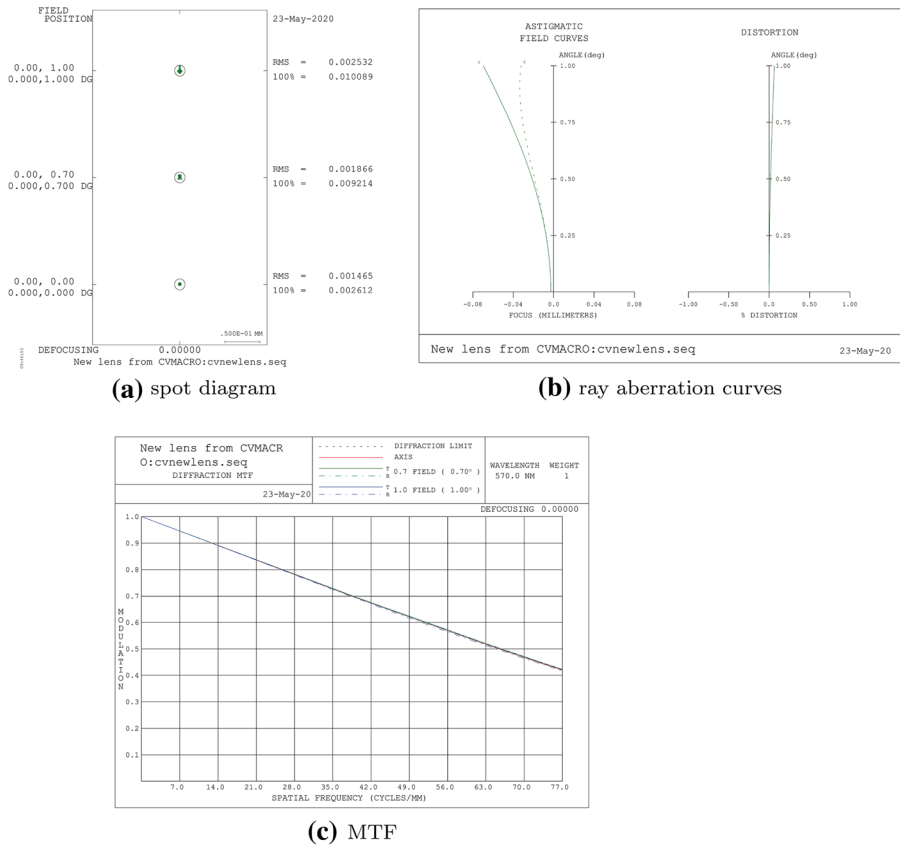 FIELD
POSITION
23-May-2020
0.00, 1.00
0.000,1.000 DG
RMS = 0.002532
100% = 0.010089
0.00, 0.70
0.000,0.700 DG
RMS = 0.001866
100% = 0.009214
0.00, 0.00
0.000,0.000 DG
RMS = 0.001465
100% = 0.002612
.500E-01 MM
DEFOCUSING 0.00000
New lens from CVMACRO:cvnewlens.seq
(a) spot diagram
ASTIGMATIC
FIELD CURVES
ANGLE(deg)
S T
1.00
0.75
0.50
0.25
-0.08 -0.04 0.0 0.04 0.08
FOCUS (MILLIMETERS)
DISTORTION
ANGLE(deg)
1.00
0.75
0.50
0.25
-1.00 -0.50 0.0 0.50 1.00
% DISTORTION
New lens from CVMACRO:cvnewlens.seq 23-May-20
(b) ray aberration curves
New lens from CVMACR
O:cvnewlens.seq
DIFFRACTION MTF
23-May-20
DIFFRACTION LIMIT
AXIS
T
R 0.7 FIELD ( 0.70° )
T
R 1.0 FIELD ( 1.00° )
WAVELENGTH WEIGHT
570.0 NM 1
DEFOCUSING 0.00000
1.0
0.9
0.8
0.7
0.6
0.5
0.4
0.3
0.2
0.1
MODULATION
7.0 14.0 21.0 28.0 35.0 42.0 49.0 56.0 63.0 70.0 77.0
SPATIAL FREQUENCY (CYCLES/MM)
(c) MTF